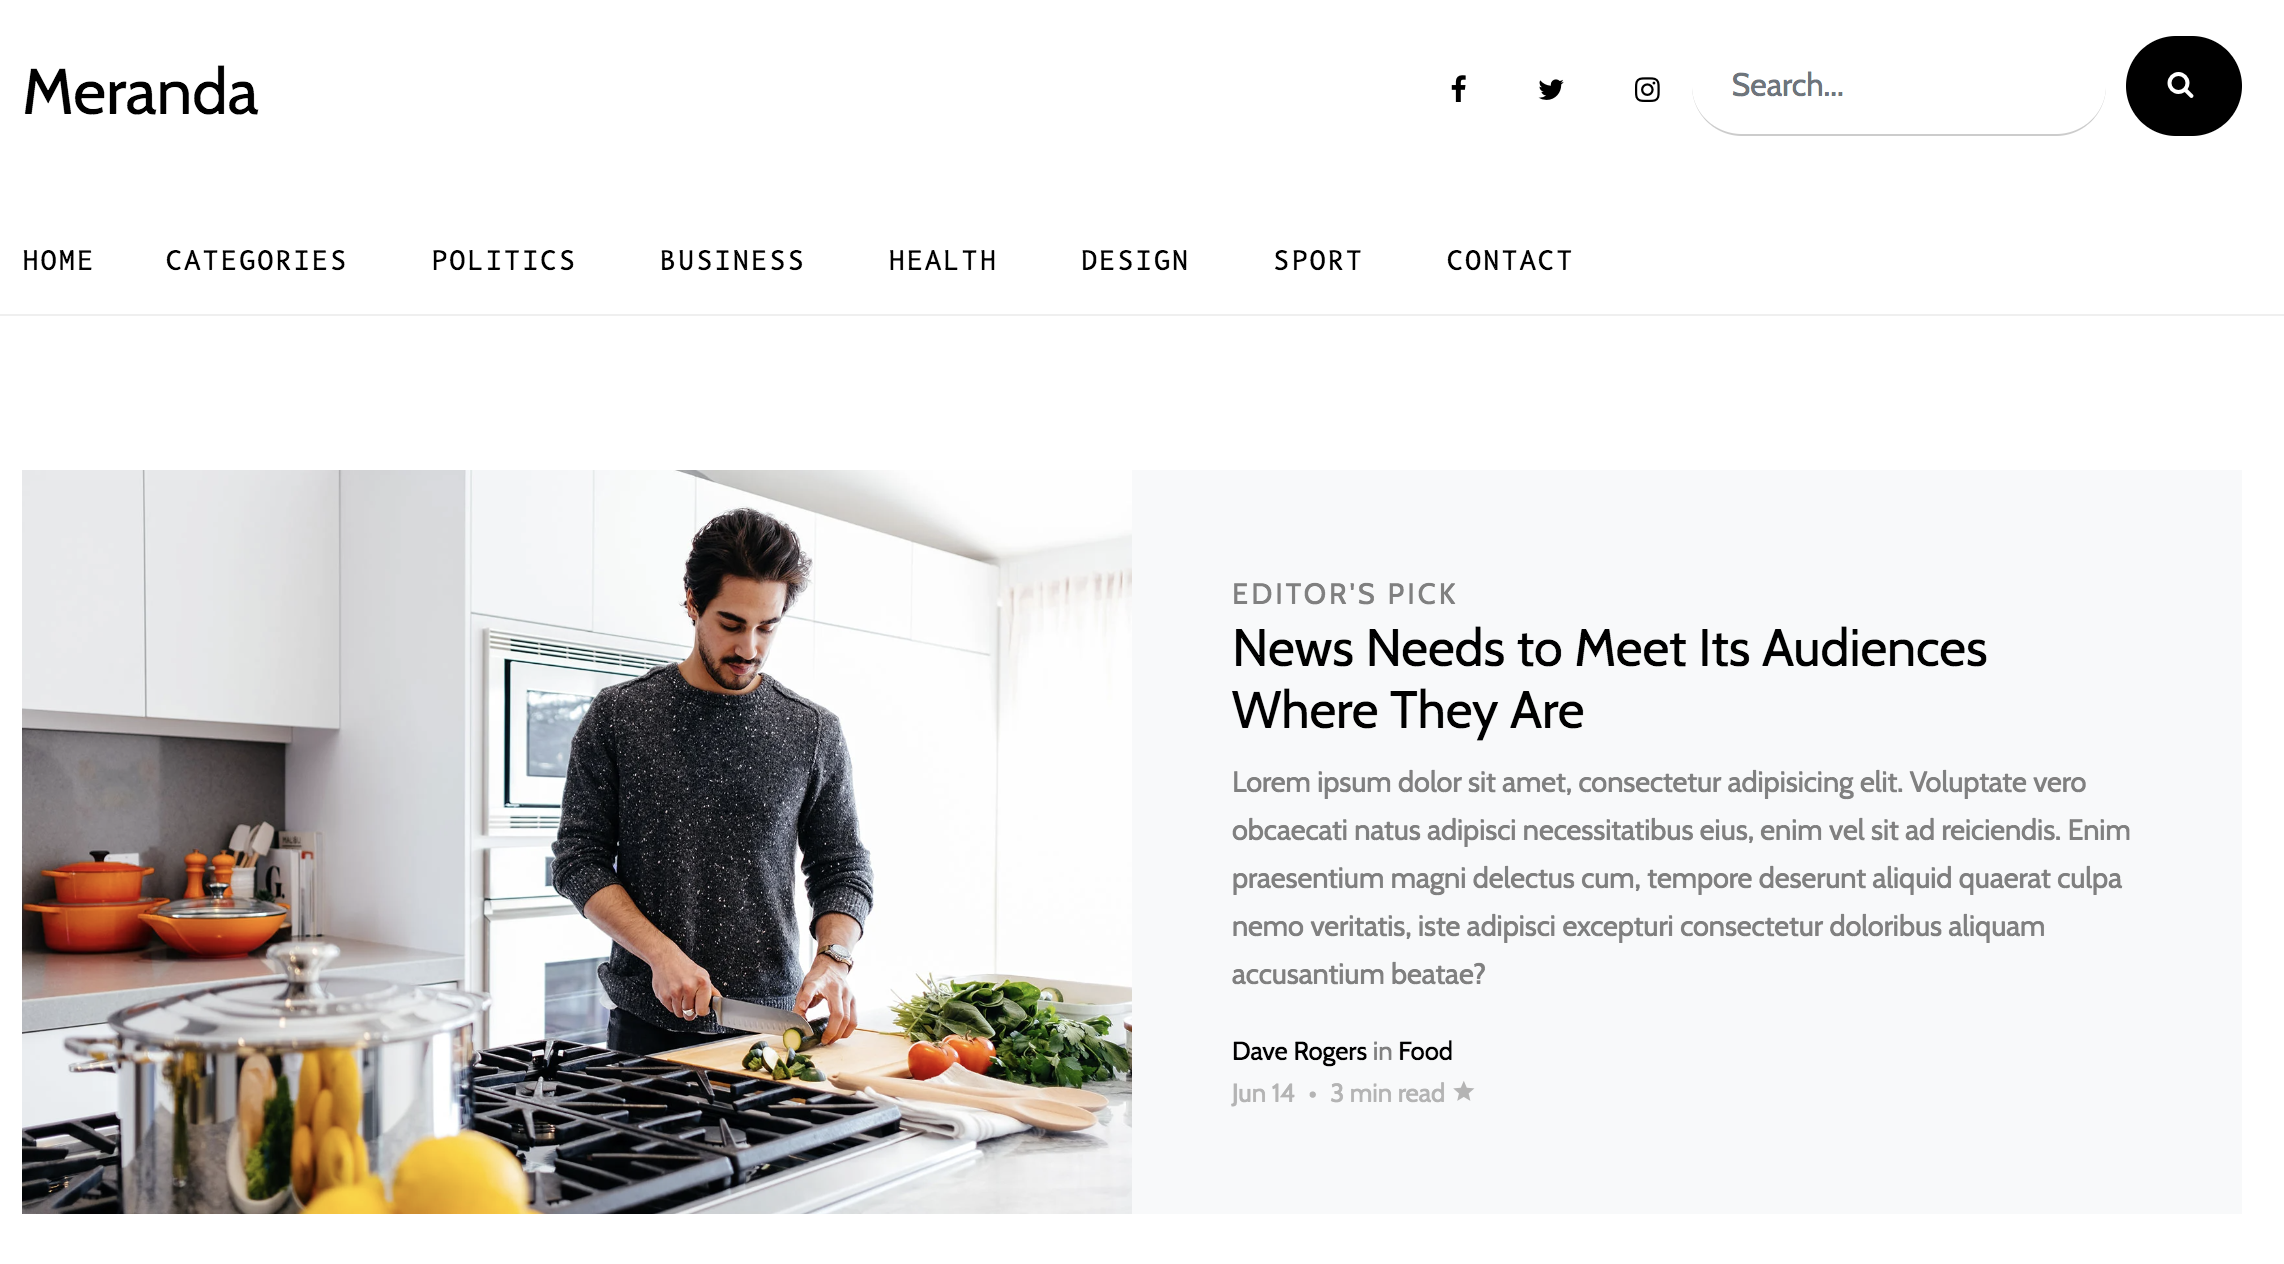 Meranda
Search...
HOME CATEGORIES POLITICS BUSINESS HEALTH DESIGN SPORT CONTACT
EDITOR'S PICK
News Needs to Meet Its Audiences
Where They Are
Lorem ipsum dolor sit amet, consectetur adipisicing elit. Voluptate vero
obcaecati natus adipisci necessitatibus eius, enim vel sit ad reiciendis. Enim
praesentium magni delectus cum, tempore deserunt aliquid quaerat culpa
nemo veritatis, iste adipisci excepturi consectetur doloribus aliquam
accusantium beatae?
Dave Rogers in Food
Jun 14 • 3 min read ★